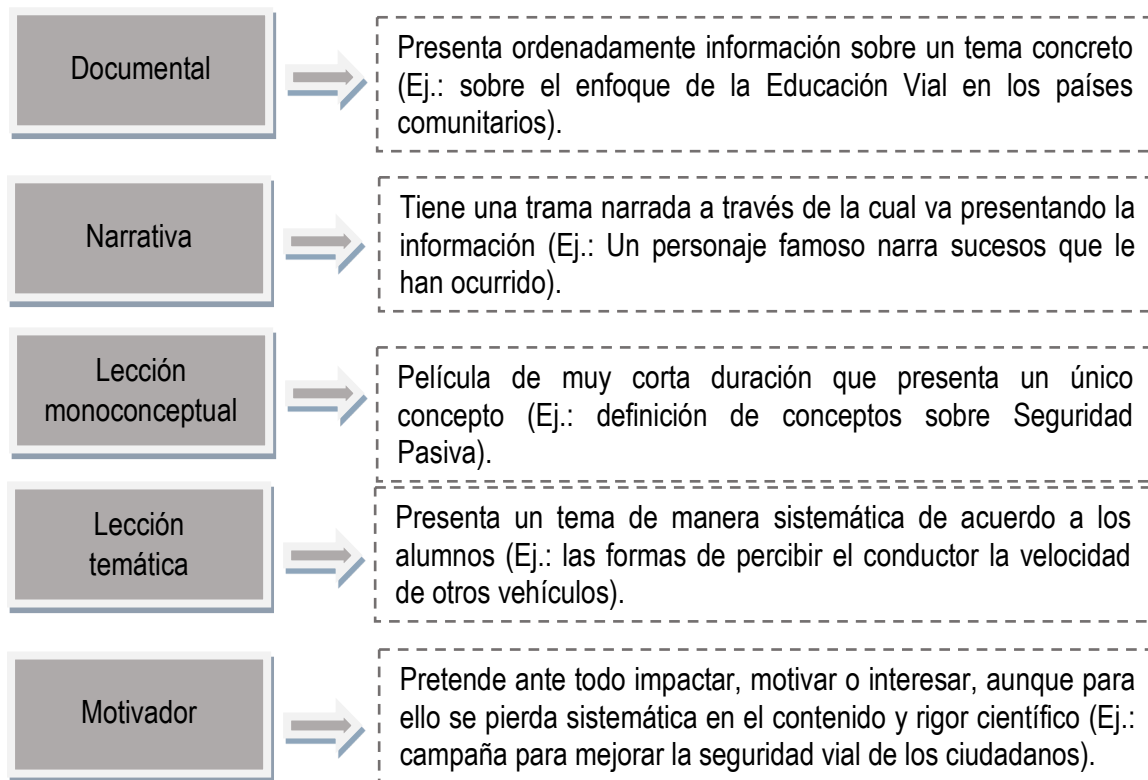 Documental
Presenta ordenadamente información sobre un tema concreto
(Ej.: sobre el enfoque de la Educación Vial en los países
comunitarios).
Narrativa
Tiene una trama narrada a través de la cual va presentando la
información (Ej.: Un personaje famoso narra sucesos que le
han ocurrido).
Lección
monoconceptual
Película de muy corta duración que presenta un único
concepto (Ej.: definición de conceptos sobre Seguridad
Pasiva).
Lección
temática
Presenta un tema de manera sistemática de acuerdo a los
alumnos (Ej.: las formas de percibir el conductor la velocidad
de otros vehículos).
Motivador
Pretende ante todo impactar, motivar o interesar, aunque para
ello se pierda sistemática en el contenido y rigor científico (Ej.:
campaña para mejorar la seguridad vial de los ciudadanos).